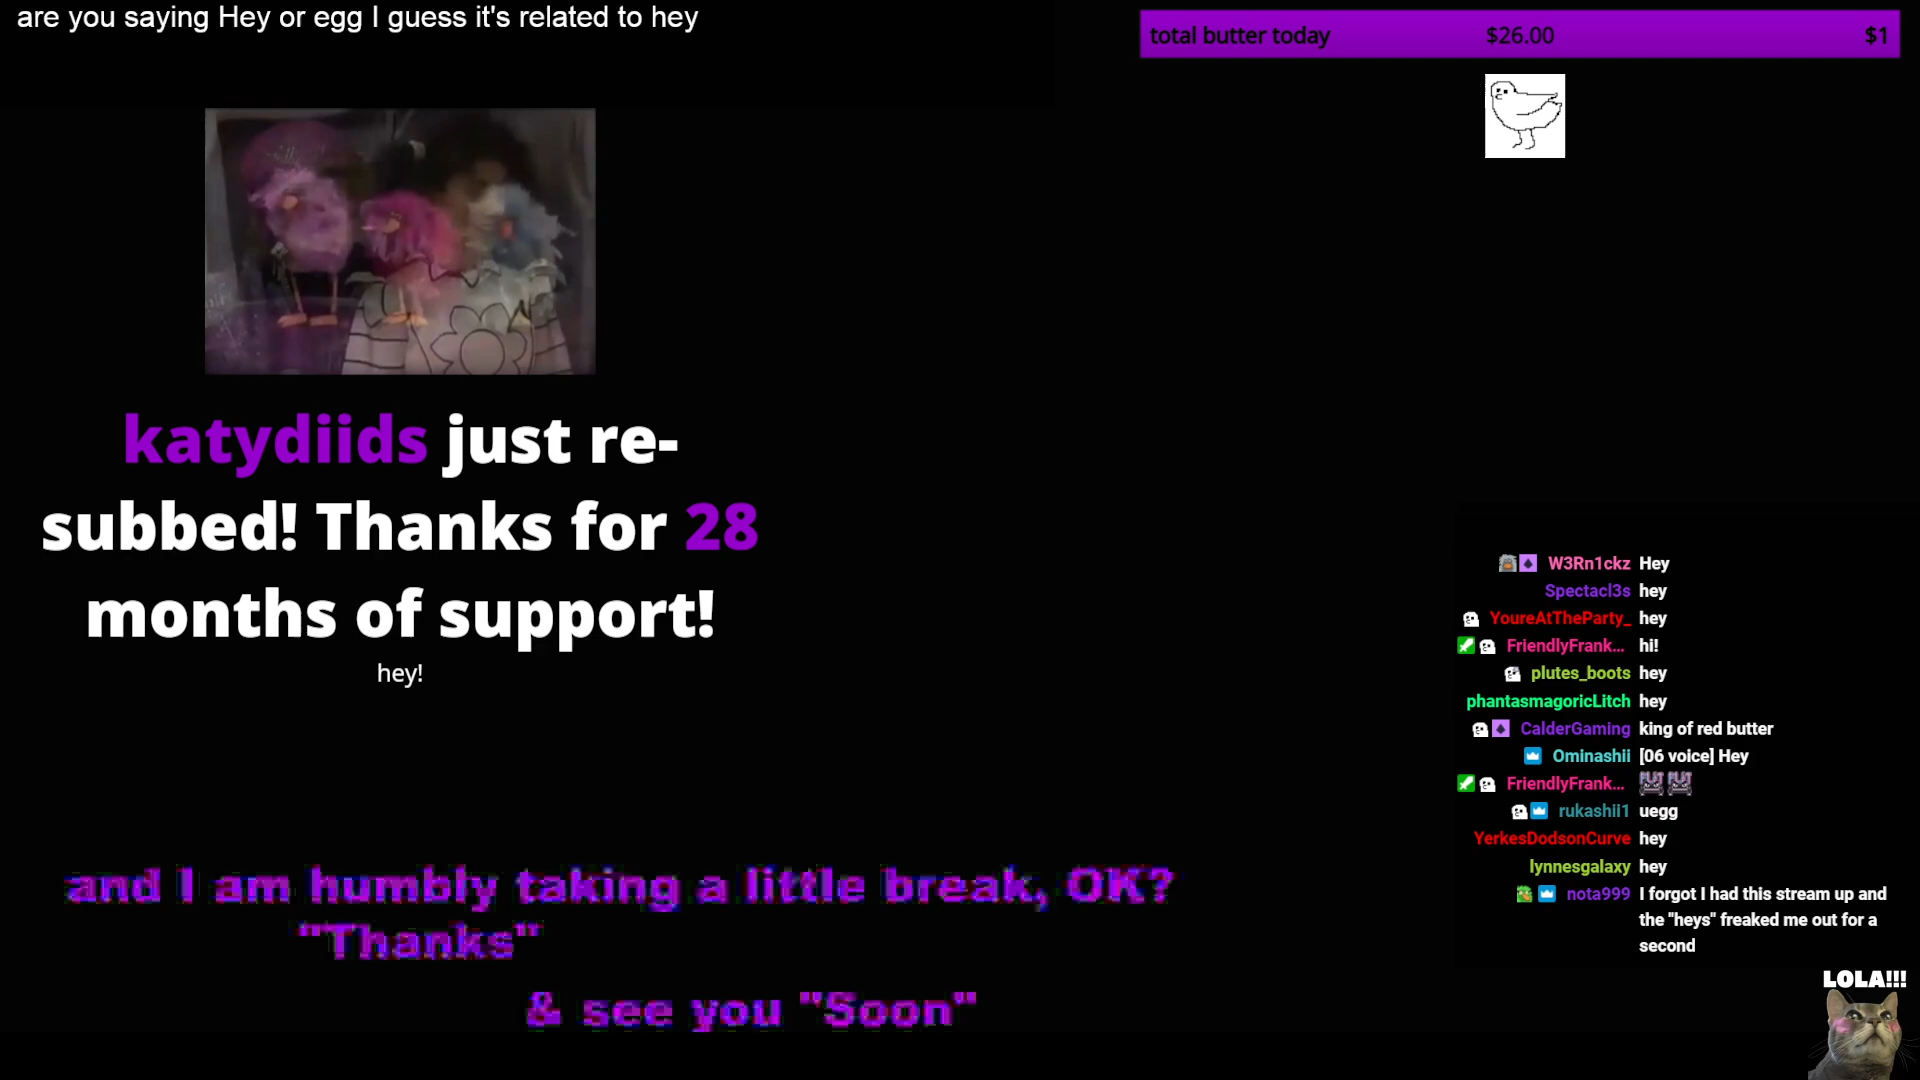 are you saying Hey or egg I guess it's related to hey
total butter today $26.00 $1
katydiids just re-
subbed! Thanks for 28
months of support!
hey!
W3Rn1ckz Hey
Spectacl3s hey
YoureAtTheParty_ hey
FriendlyFrank... hi!
plutes_boots hey
phantasmagoricLitch hey
CalderGaming king of red butter
Ominashii [06 voice] Hey
FriendlyFrank...
rukashii1 uegg
YerkesDodsonCurve hey
lynnesgalaxy hey
nota999 I forgot I had this stream up and
the "heys" freaked me out for a
second
and I am humbly taking a little break, OK?
"Thanks"
& see you "Soon"
LOLA!!!